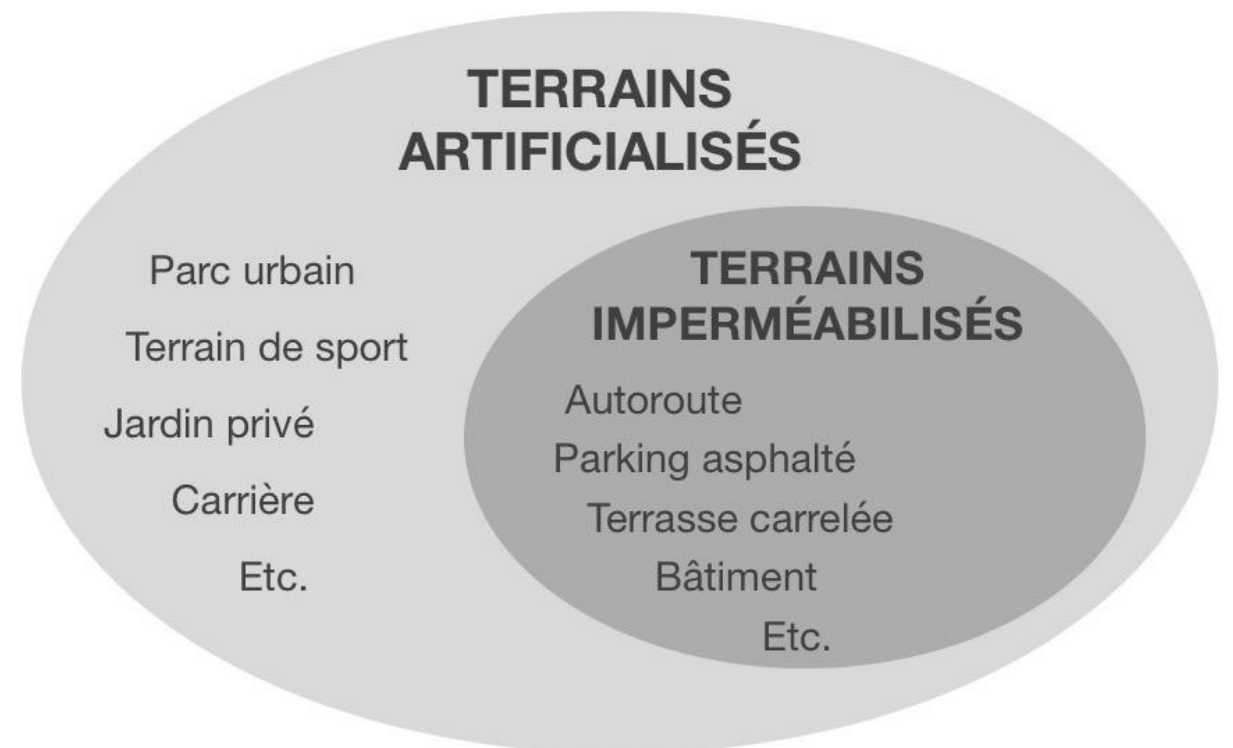 TERRAINS
ARTIFICIALISÉS
Parc urbain
Terrain de sport
Jardin privé
Carrière
Etc.
TERRAINS
IMPERMÉABILISÉS
Autoroute
Parking asphalté
Terrasse carrelée
Bâtiment
Etc.